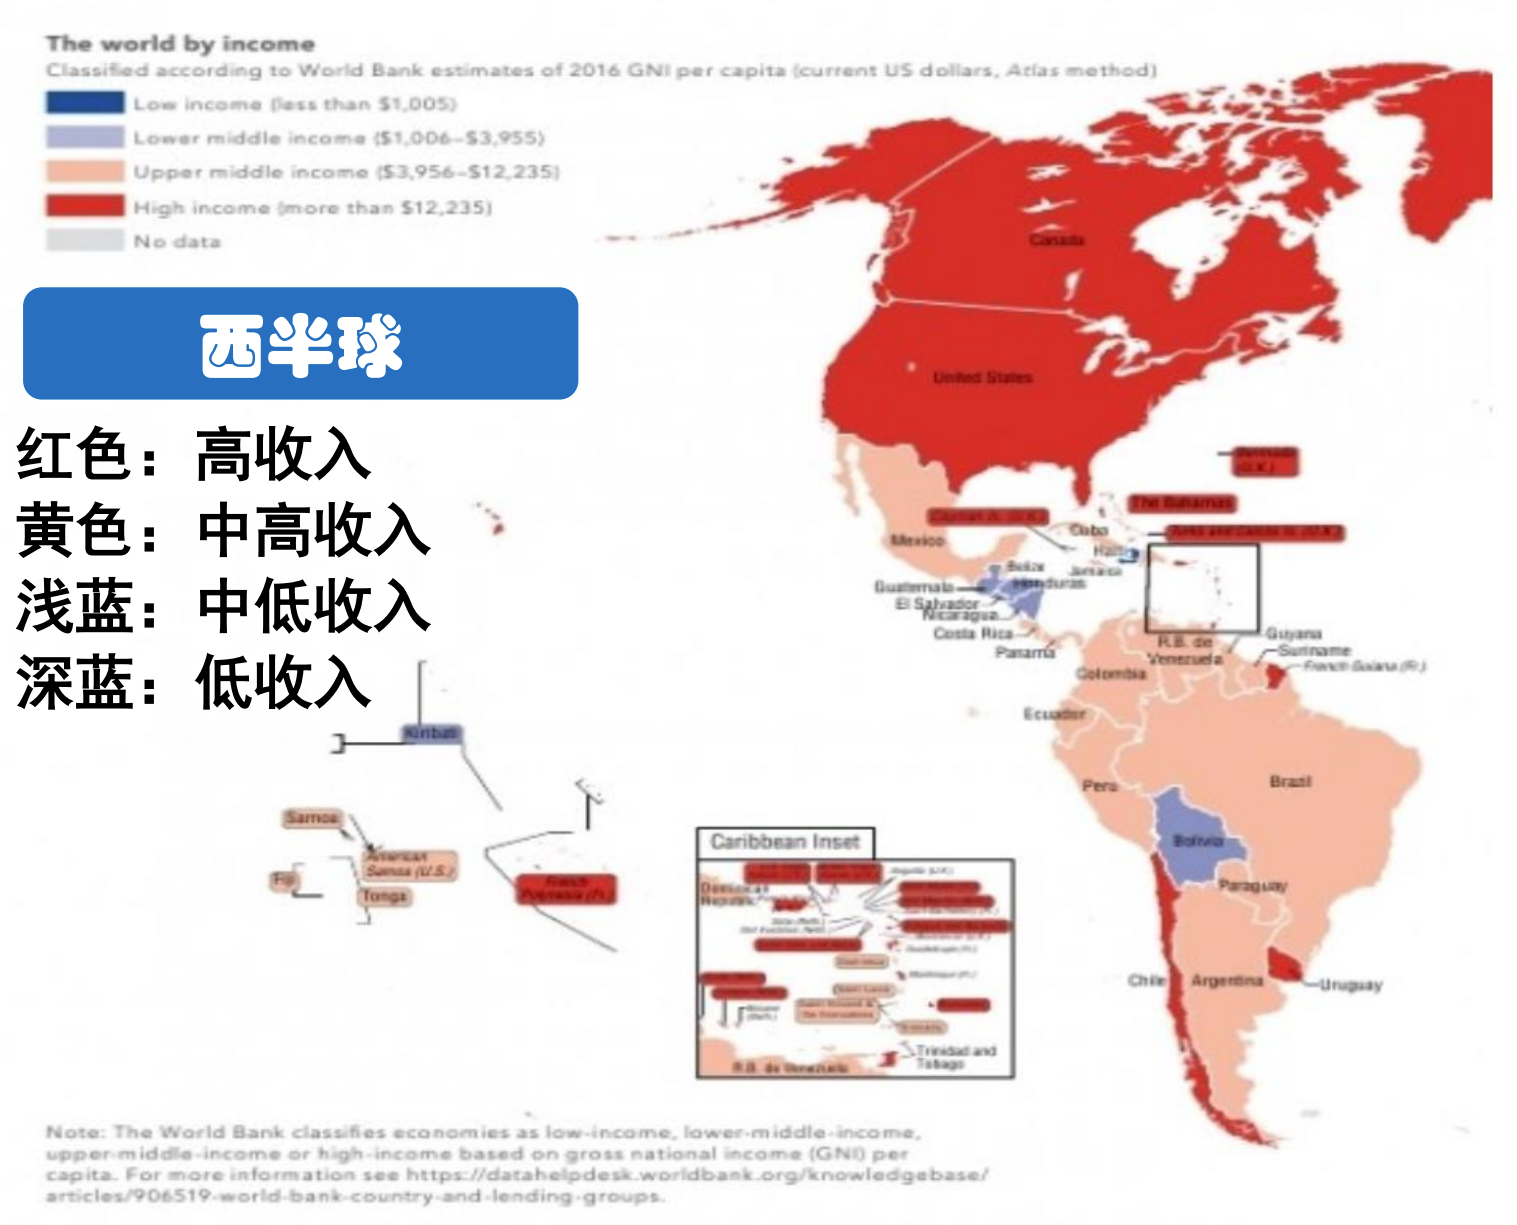 The world by income
Classified according to World Bank estimates of 2016 GNI per capita (current US dollars, Atlas method)
Low income (less than $1,005)
Lower middle income ($1,006–$3,955)
Upper middle income ($3,956–$12,235)
High income (more than $12,235)
No data
西半球
红色：高收入
黄色：中高收入
浅蓝：中低收入
深蓝：低收入
Canada
United States
Bermuda
(U.K.)
The Bahamas
Cayman Is. (U.K.)
Turks and Caicos Is. (U.K.)
Cuba
Mexico
Haiti
Belize
Jamaica
Guatemala
Honduras
El Salvador
Nicaragua
Costa Rica
Panama
R.B. de
Venezuela
Guyana
Suriname
French Guiana (Fr.)
Colombia
Ecuador
Kiribati
Peru
Brazil
Samoa
American
Samoa (U.S.)
Fiji
Tonga
French
Polynesia (Fr.)
Bolivia
Paraguay
Chile
Argentina
Uruguay
Caribbean Inset
Dominican
Republic
Trinidad and
Tobago
R.B. de Venezuela
Note: The World Bank classifies economies as low-income, lower-middle-income,
upper-middle-income or high-income based on gross national income (GNI) per
capita. For more information see https://datahelpdesk.worldbank.org/knowledgebase/
articles/906519-world-bank-country-and-lending-groups.